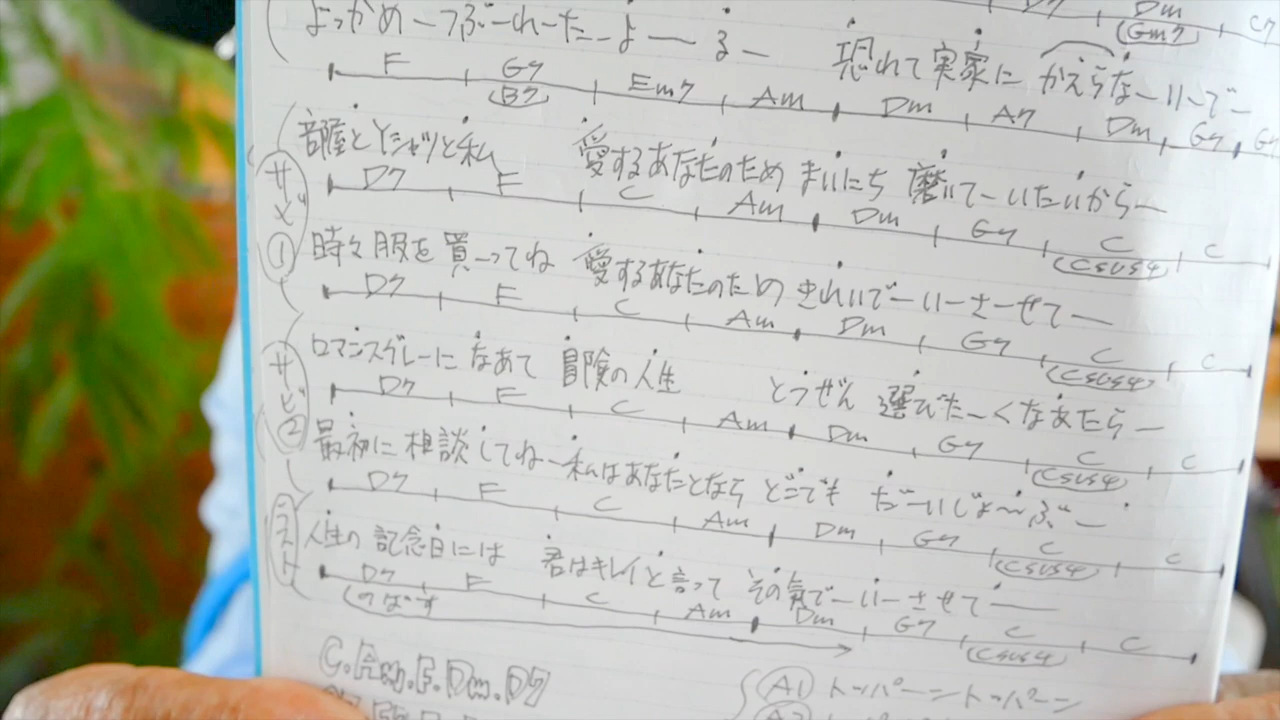 D7 Dm C7
(Gm7)
よっかめーつぶーれーたーよーるー 恐れて実家にかえらなーいーでー
F G7 Em7 Am Dm A7 Dm G7
(B7)
部屋とYシャツと私 愛するあなたのため まいにち 磨いてーいたいからー
サビ① D7 F C Am Dm G7 C C
(Csus4)
時々服を買ってね 愛するあなたのため きれいでーいーさーせてー
D7 F C Am Dm G7 C C
(Csus4)
ロマンスグレーになあて 冒険の人生 とうぜん 選びたーくなあたらー
サビ② D7 F C Am Dm G7 C C
(Csus4)
最初に相談してねー私はあなたとなら どこでも だーいじょ〜ぶー
D7 F C Am Dm G7 C C
(Csus4)
人生の記念日には 君はキレイと言って その気でーいーさせてー
ラスト D7 F C Am Dm G7 C C
のばす (Csus4)
C.Am.F.Dm.D7
A1 トゥパーントゥパーン
A2